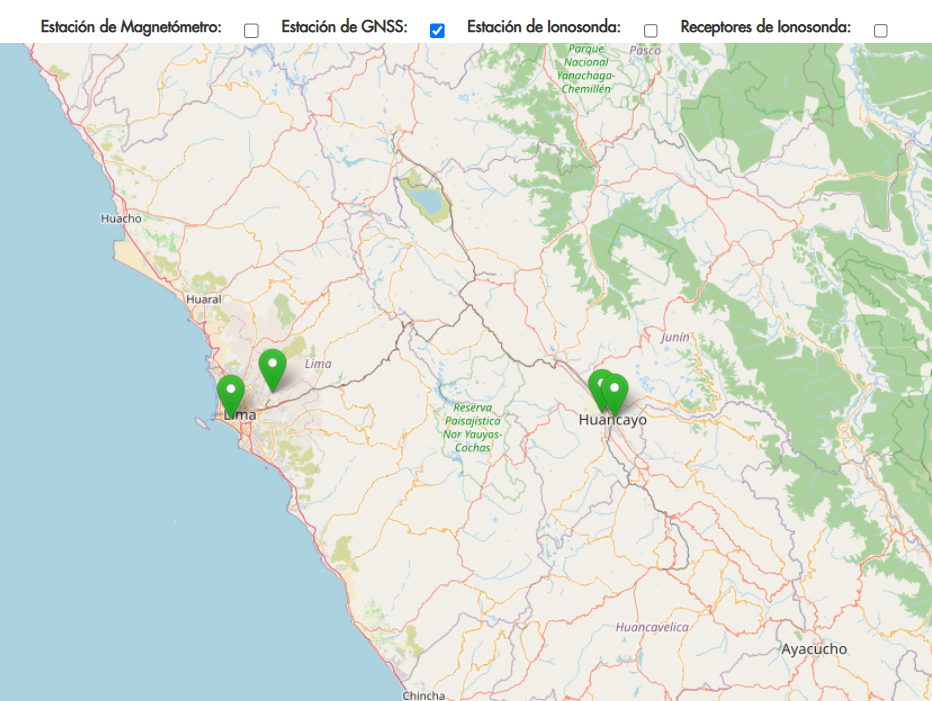 Estación de Magnetómetro:
Estación de GNSS:
Estación de Ionosonda:
Receptores de Ionosonda:
Parque
Nacional
Yanachaga-
Chemillén
Pasco
Huacho
Huaral
Junín
Lima
Lima
Reserva
Paisajística
Nor Yauyos-
Cochas
Huancayo
Huancavelica
Ayacucho
Chincha